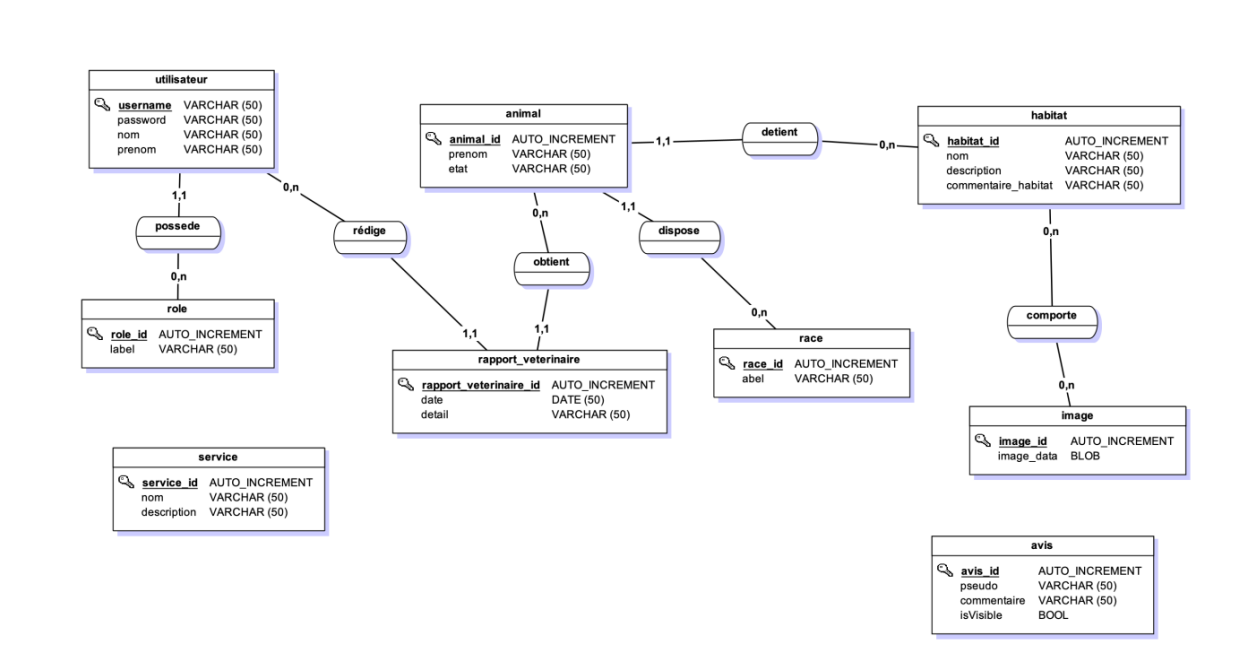 utilisateur
username VARCHAR (50)
password VARCHAR (50)
nom VARCHAR (50)
prenom VARCHAR (50)
1,1
possede
0,n
role
role_id AUTO_INCREMENT
label VARCHAR (50)
0,n
rédige
1,1
animal
animal_id AUTO_INCREMENT
prenom VARCHAR (50)
etat VARCHAR (50)
1,1
detient
0,n
habitat
habitat_id AUTO_INCREMENT
nom VARCHAR (50)
description VARCHAR (50)
commentaire_habitat VARCHAR (50)
0,n
obtient
1,1
1,1
dispose
0,n
rapport_veterinaire
rapport_veterinaire_id AUTO_INCREMENT
date DATE (50)
detail VARCHAR (50)
race
race_id AUTO_INCREMENT
abel VARCHAR (50)
0,n
comporte
0,n
image
image_id AUTO_INCREMENT
image_data BLOB
service
service_id AUTO_INCREMENT
nom VARCHAR (50)
description VARCHAR (50)
avis
avis_id AUTO_INCREMENT
pseudo VARCHAR (50)
commentaire VARCHAR (50)
isVisible BOOL